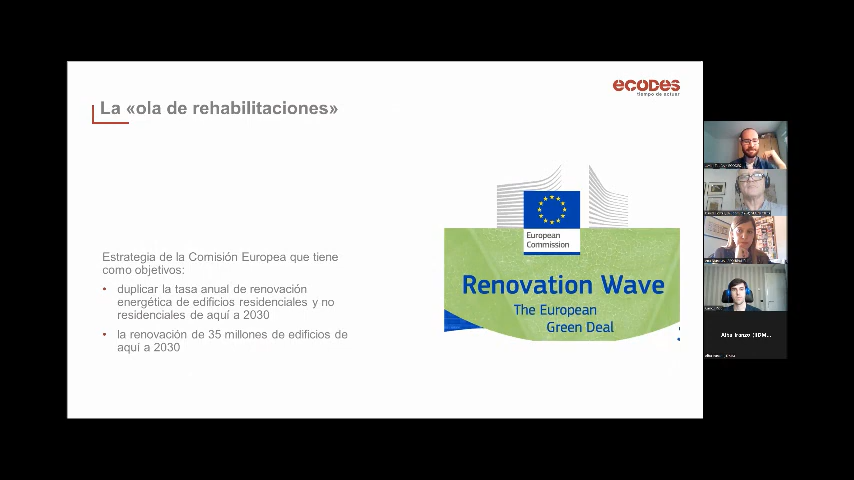 ecodes
tiempo de actuar
La «ola de rehabilitaciones»
Estrategia de la Comisión Europea que tiene
como objetivos:
• duplicar la tasa anual de renovación
energética de edificios residenciales y no
residenciales de aquí a 2030
• la renovación de 35 millones de edificios de
aquí a 2030
European
Commission
Renovation Wave
The European
Green Deal